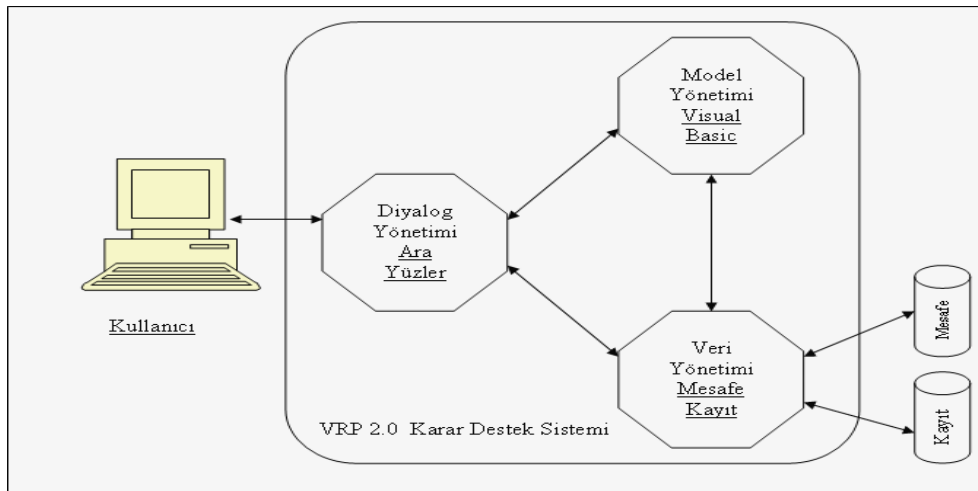 Model
Yönetimi
Visual
Basic
Diyalog
Yönetimi
Ara
Yüzler
Kullanıcı
Veri
Yönetimi
Mesafe
Kayıt
Mesafe
Kayıt
VRP 2.0 Karar Destek Sistemi